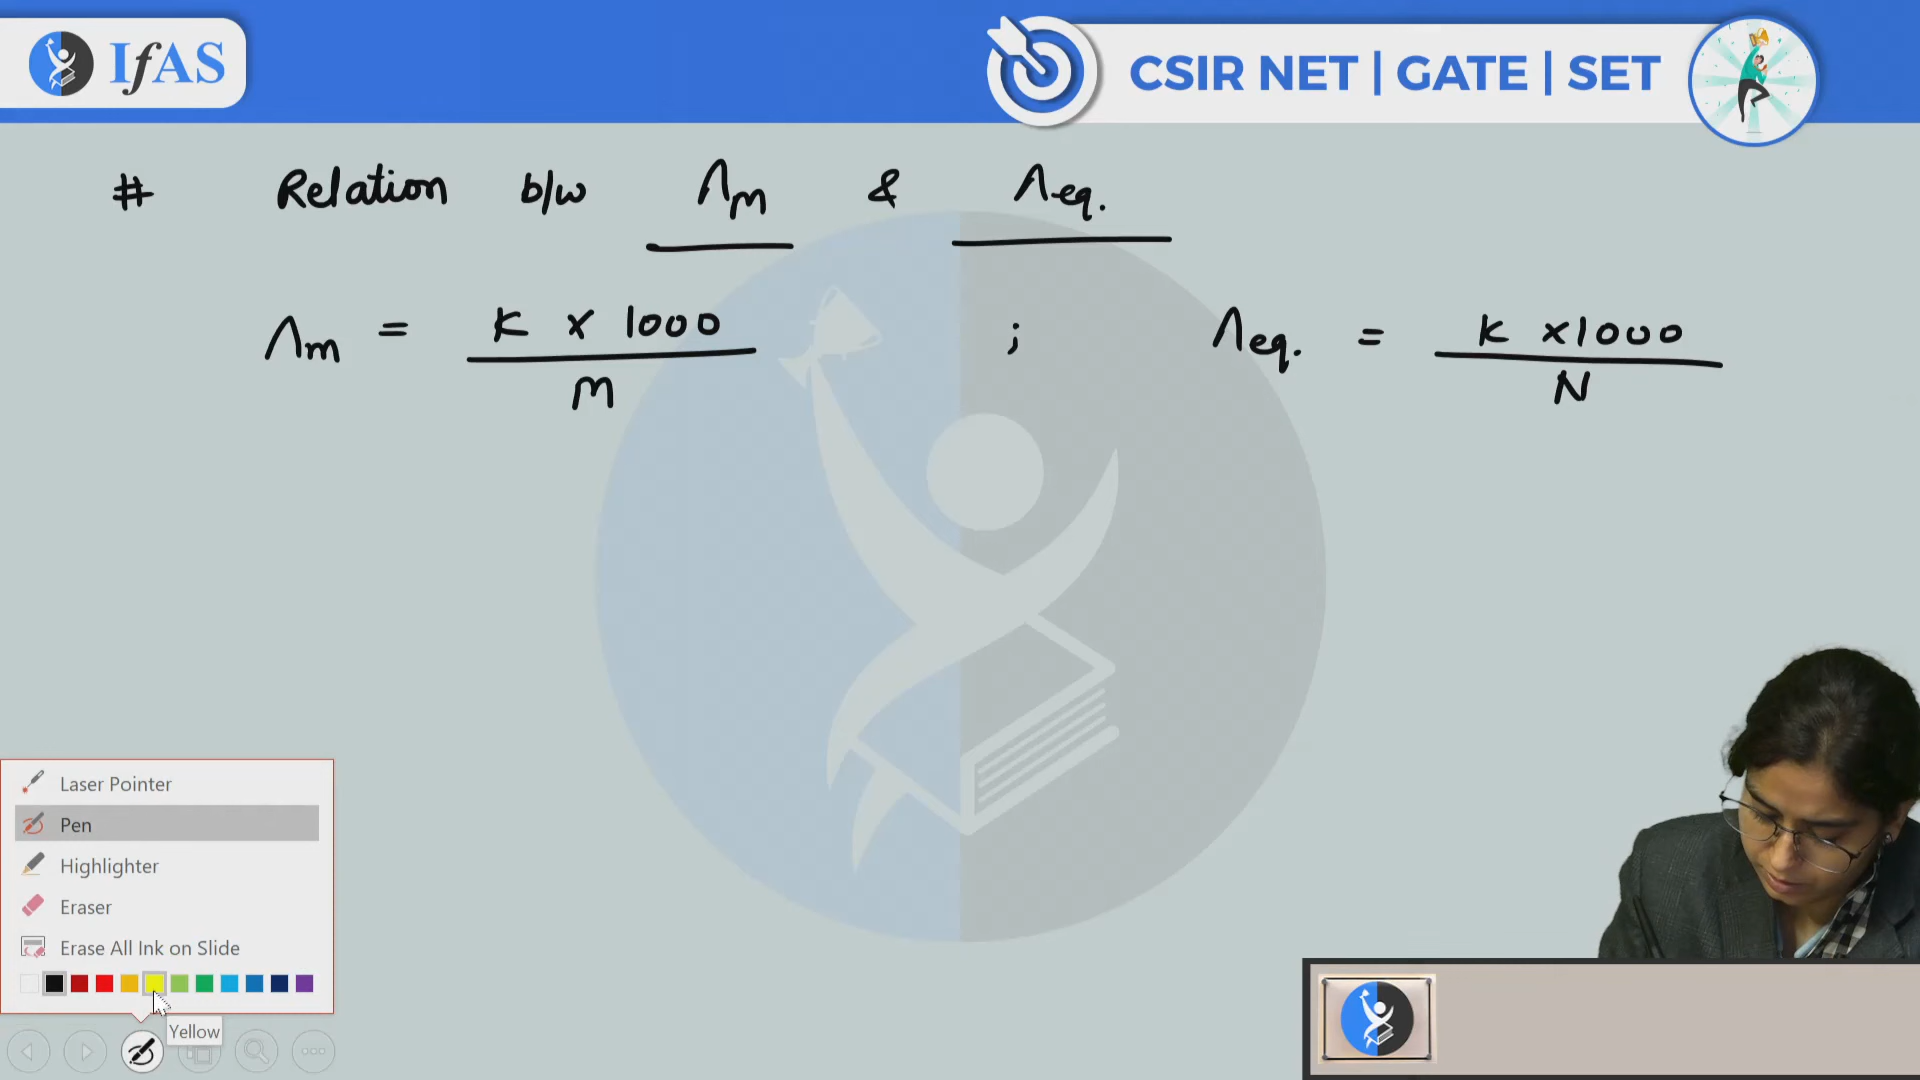 IfAS
CSIR NET | GATE | SET
# Relation b/w Λm & Λeq.
Λm = K × 1000 / M ; Λeq. = K ×1000 / N
Laser Pointer
Pen
Highlighter
Eraser
Erase All Ink on Slide
Yellow